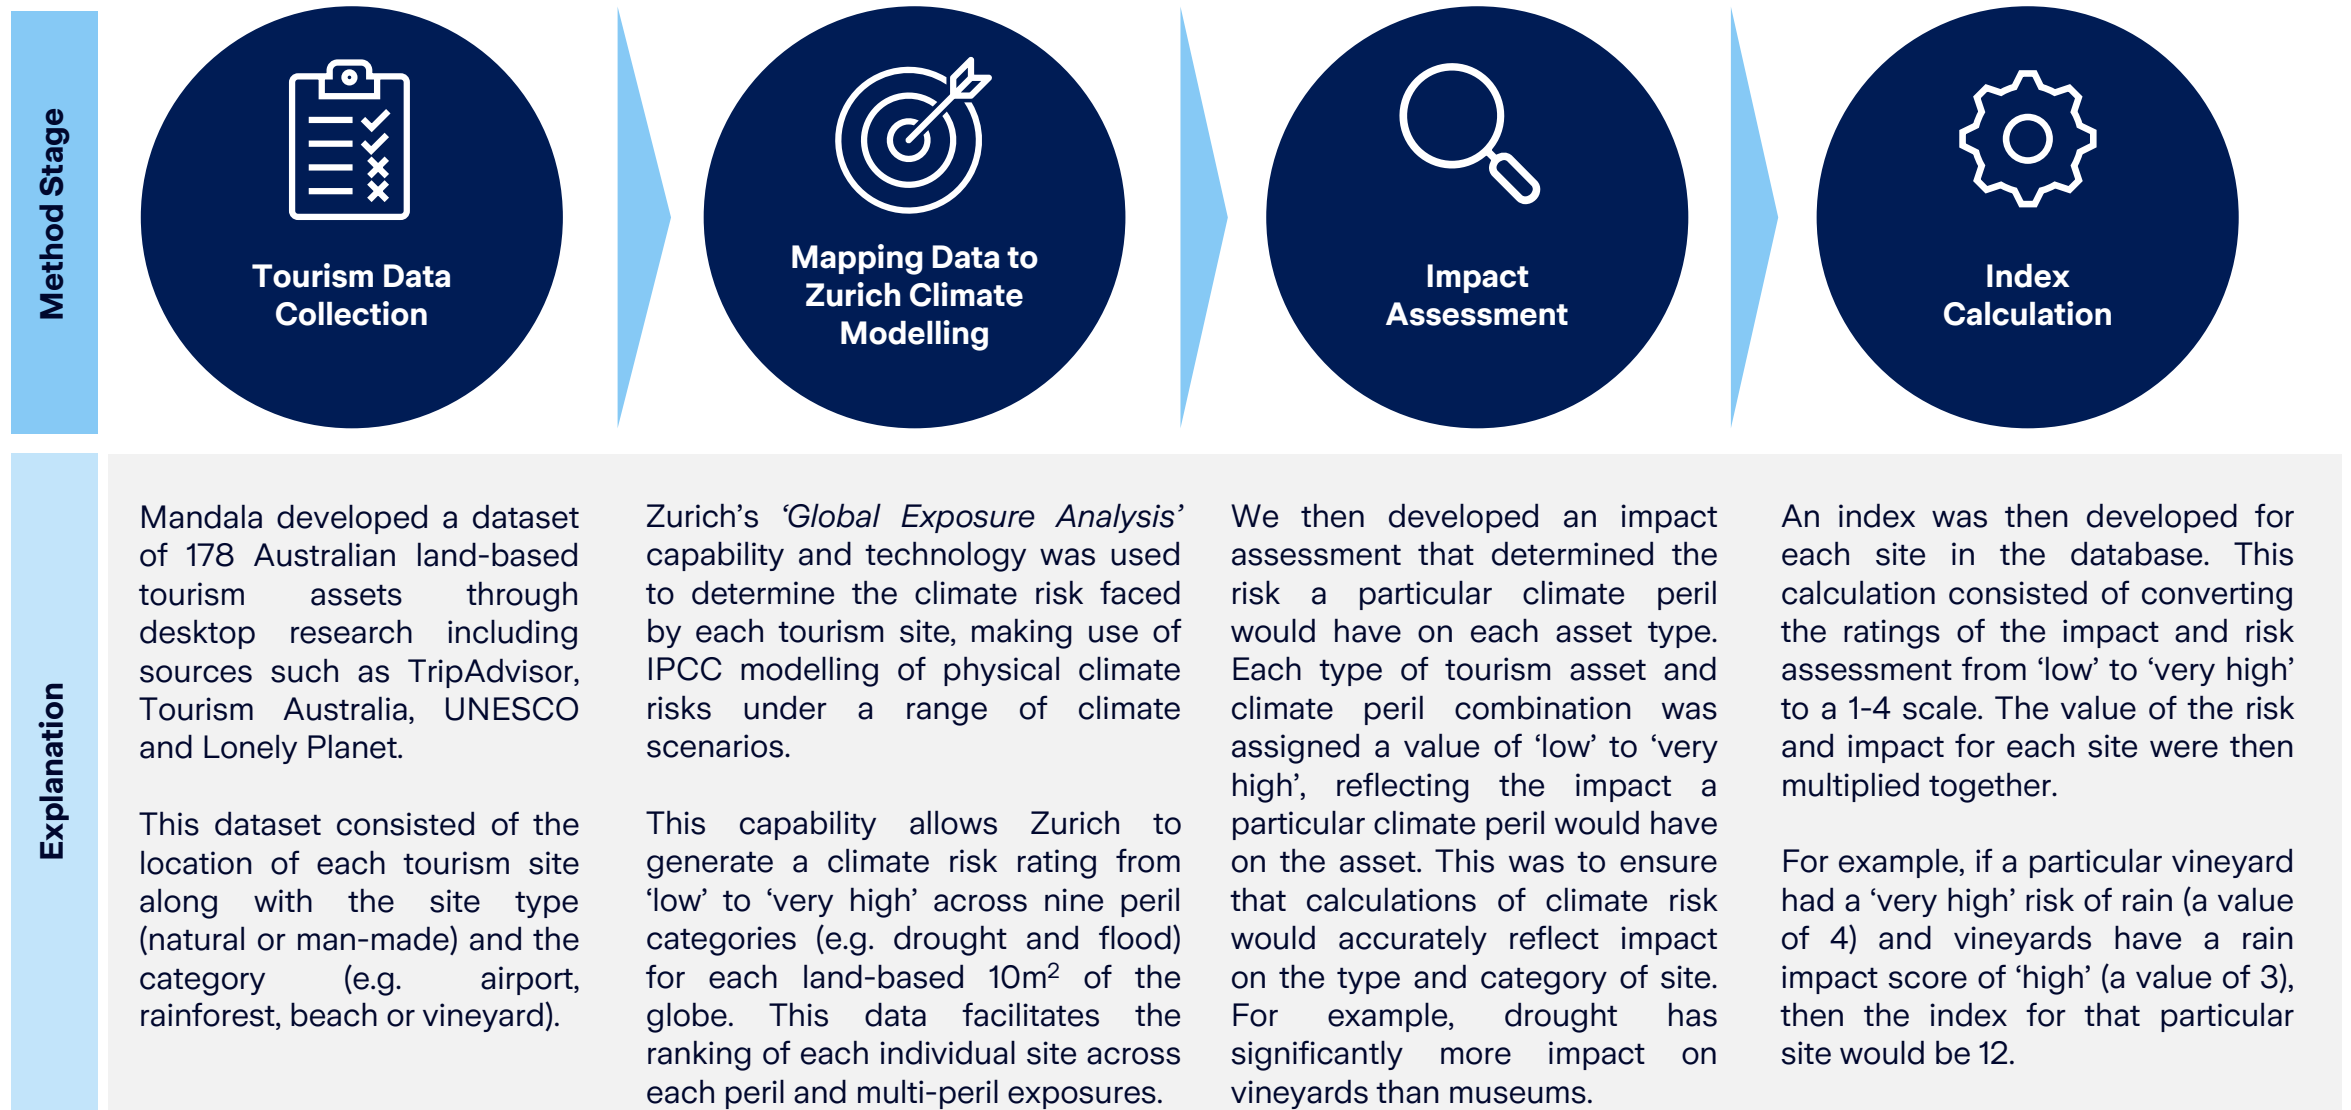 Method Stage
Tourism Data
Collection
Mapping Data to
Zurich Climate
Modelling
Impact
Assessment
Index
Calculation
Explanation
Mandala developed a dataset
of 178 Australian land-based
tourism assets through
desktop research including
sources such as TripAdvisor,
Tourism Australia, UNESCO
and Lonely Planet.
This dataset consisted of the
location of each tourism site
along with the site type
(natural or man-made) and the
category (e.g. airport,
rainforest, beach or vineyard).
Zurich’s ‘Global Exposure Analysis’
capability and technology was used
to determine the climate risk faced
by each tourism site, making use of
IPCC modelling of physical climate
risks under a range of climate
scenarios.
This capability allows Zurich to
generate a climate risk rating from
‘low’ to ‘very high’ across nine peril
categories (e.g. drought and flood)
for each land-based 10m² of the
globe. This data facilitates the
ranking of each individual site across
each peril and multi-peril exposures.
We then developed an impact
assessment that determined the
risk a particular climate peril
would have on each asset type.
Each type of tourism asset and
climate peril combination was
assigned a value of ‘low’ to ‘very
high’, reflecting the impact a
particular climate peril would have
on the asset. This was to ensure
that calculations of climate risk
would accurately reflect impact
on the type and category of site.
For example, drought has
significantly more impact on
vineyards than museums.
An index was then developed for
each site in the database. This
calculation consisted of converting
the ratings of the impact and risk
assessment from ‘low’ to ‘very high’
to a 1-4 scale. The value of the risk
and impact for each site were then
multiplied together.
For example, if a particular vineyard
had a ‘very high’ risk of rain (a value
of 4) and vineyards have a rain
impact score of ‘high’ (a value of 3),
then the index for that particular
site would be 12.